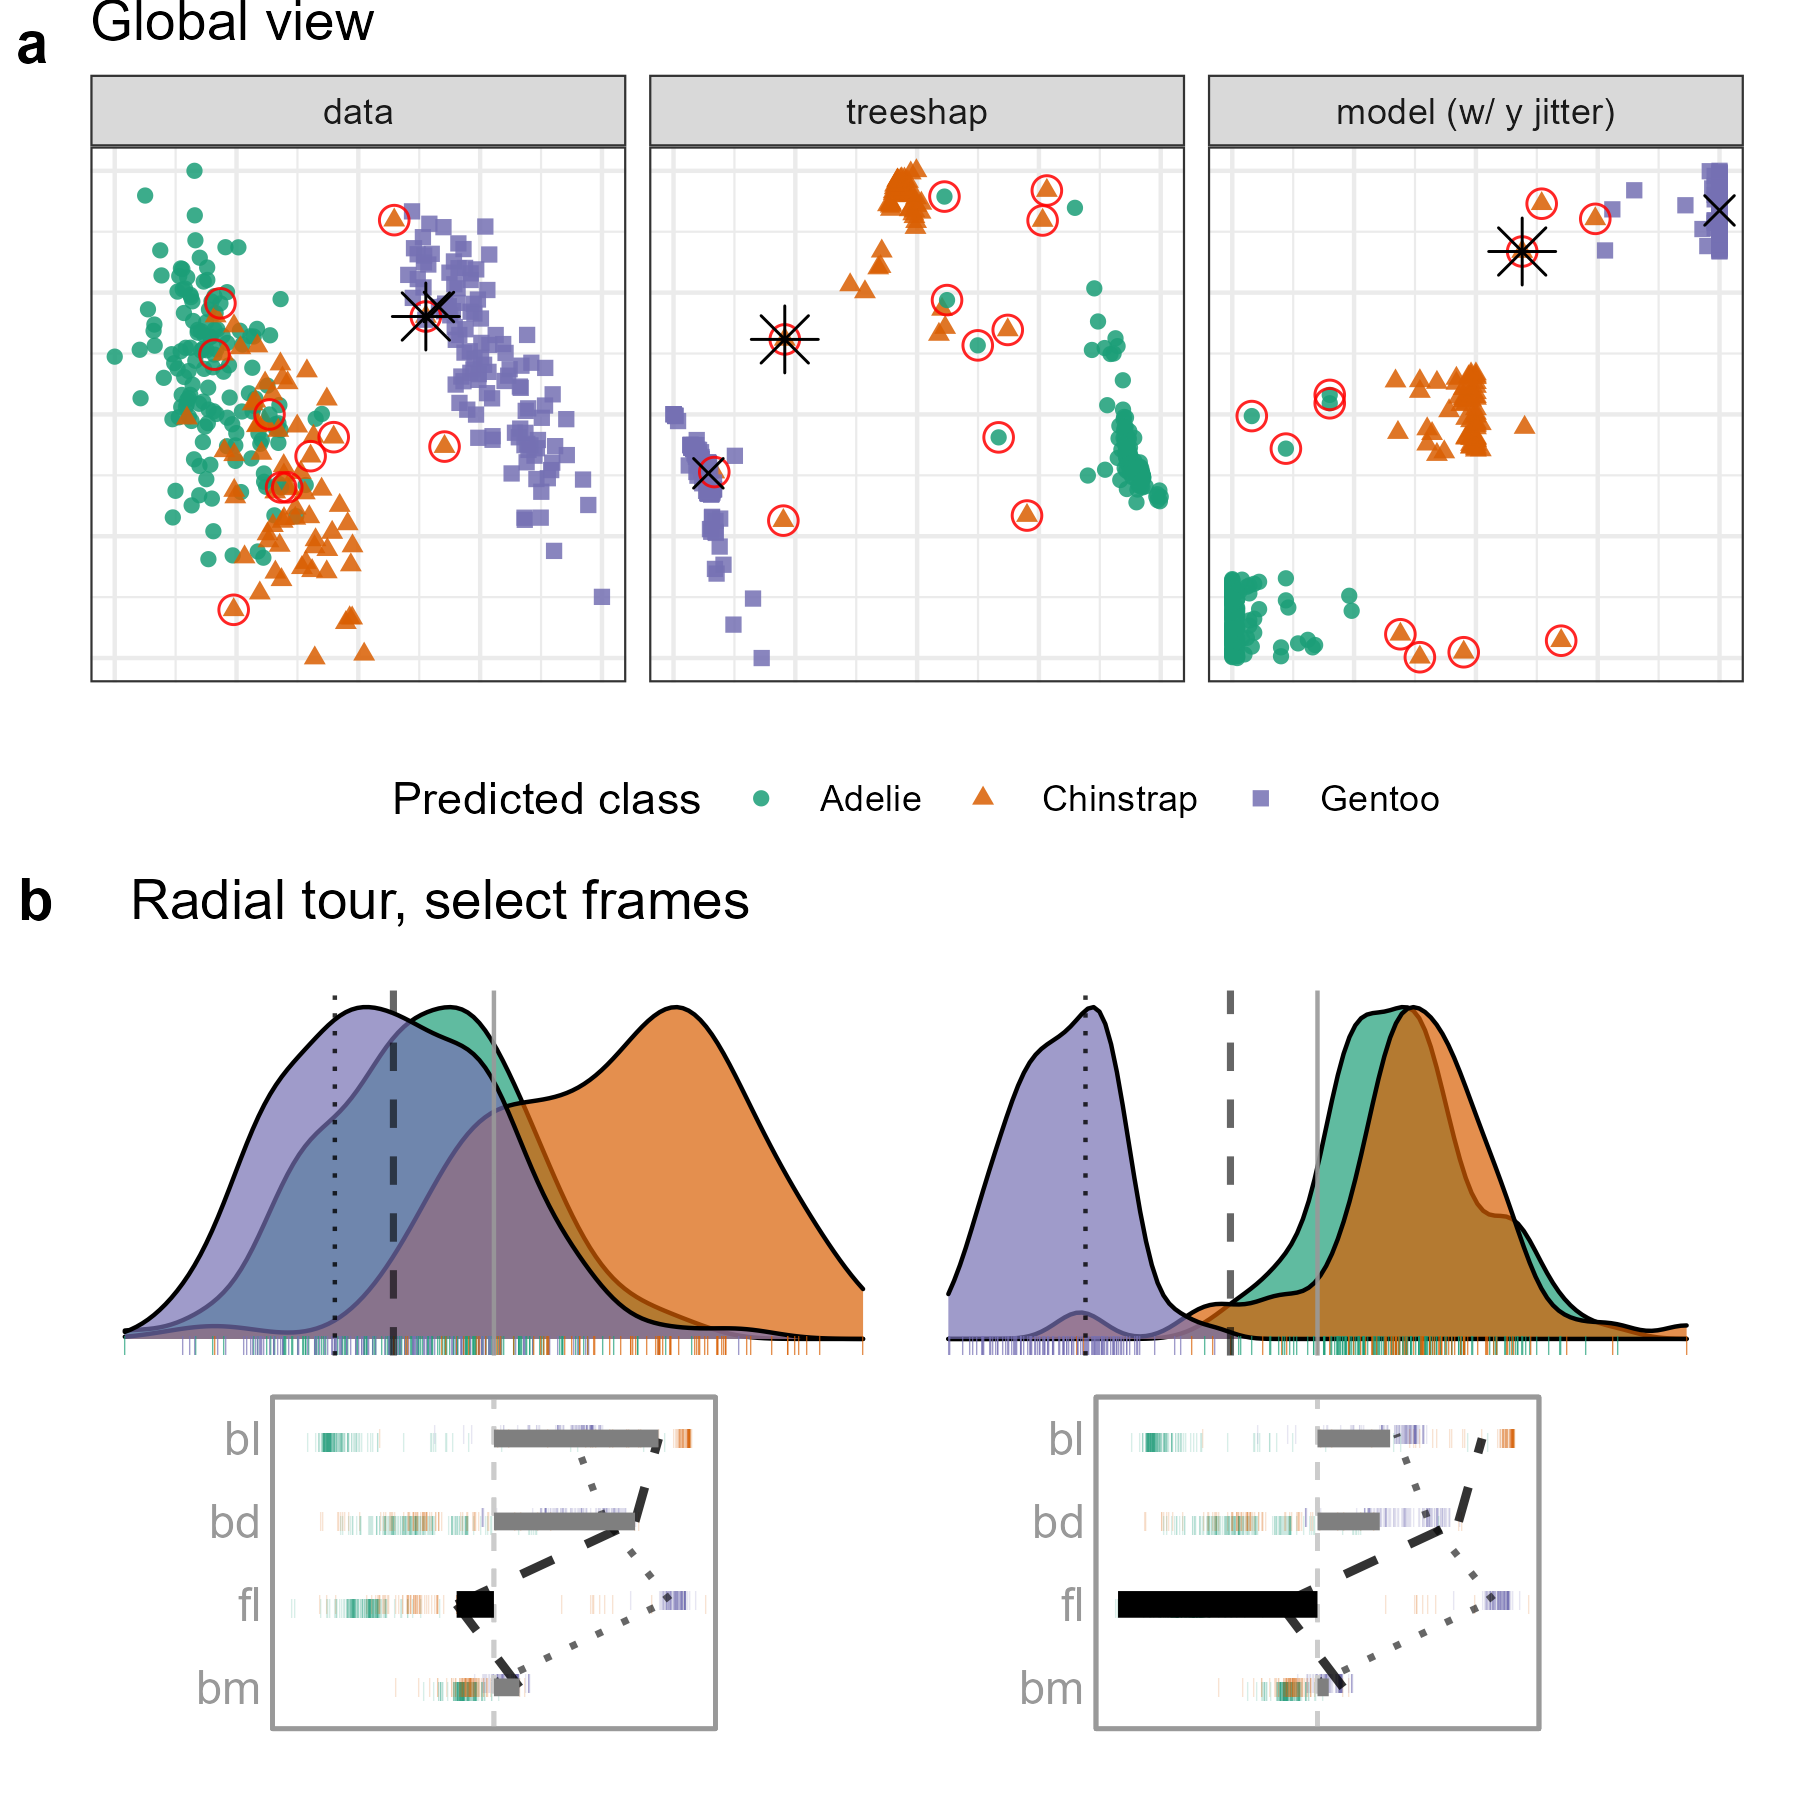 a Global view
data treeshap model (w/ y jitter)
Predicted class Adelie Chinstrap Gentoo
b Radial tour, select frames
bl bl
bd bd
fl fl
bm bm